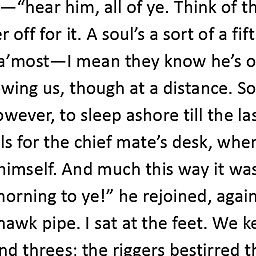 —“hear him, all of ye. Think of th
er off for it. A soul’s a sort of a fift
a’most—I mean they know he’s o
wing us, though at a distance. So
owever, to sleep ashore till the las
ls for the chief mate’s desk, wher
himself. And much this way it was
norning to ye!” he rejoined, again
hawk pipe. I sat at the feet. We ke
nd threes; the riggers bestirred th